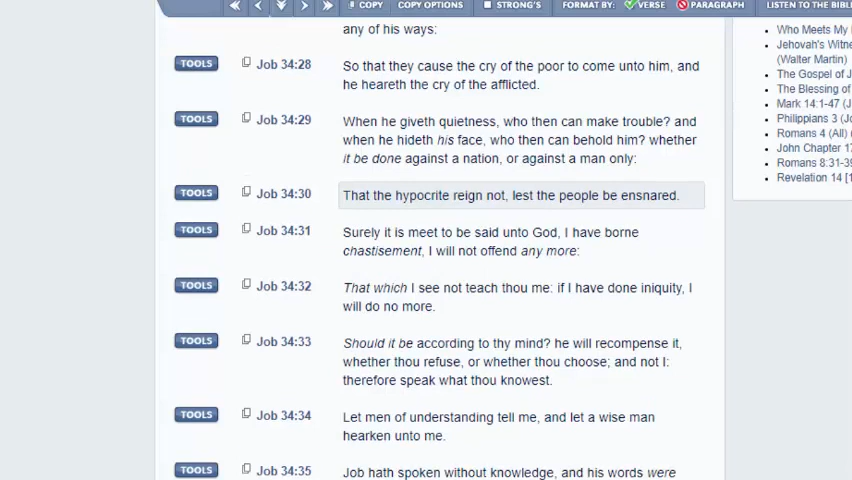 COPY COPY OPTIONS STRONG'S FORMAT BY: VERSE PARAGRAPH LISTEN TO THE BIBL
any of his ways:
TOOLS Job 34:28 So that they cause the cry of the poor to come unto him, and
he heareth the cry of the afflicted.
TOOLS Job 34:29 When he giveth quietness, who then can make trouble? and
when he hideth his face, who then can behold him? whether
it be done against a nation, or against a man only:
TOOLS Job 34:30 That the hypocrite reign not, lest the people be ensnared.
TOOLS Job 34:31 Surely it is meet to be said unto God, I have borne
chastisement, I will not offend any more:
TOOLS Job 34:32 That which I see not teach thou me: if I have done iniquity, I
will do no more.
TOOLS Job 34:33 Should it be according to thy mind? he will recompense it,
whether thou refuse, or whether thou choose; and not I:
therefore speak what thou knowest.
TOOLS Job 34:34 Let men of understanding tell me, and let a wise man
hearken unto me.
TOOLS Job 34:35 Job hath spoken without knowledge, and his words were
Who Meets My
Jehovah's Witne
(Walter Martin)
The Gospel of J
The Blessing of
Mark 14:1-47 (J
Philippians 3 (Jo
Romans 4 (All) (
John Chapter 17
Romans 8:31-39
Revelation 14 [1